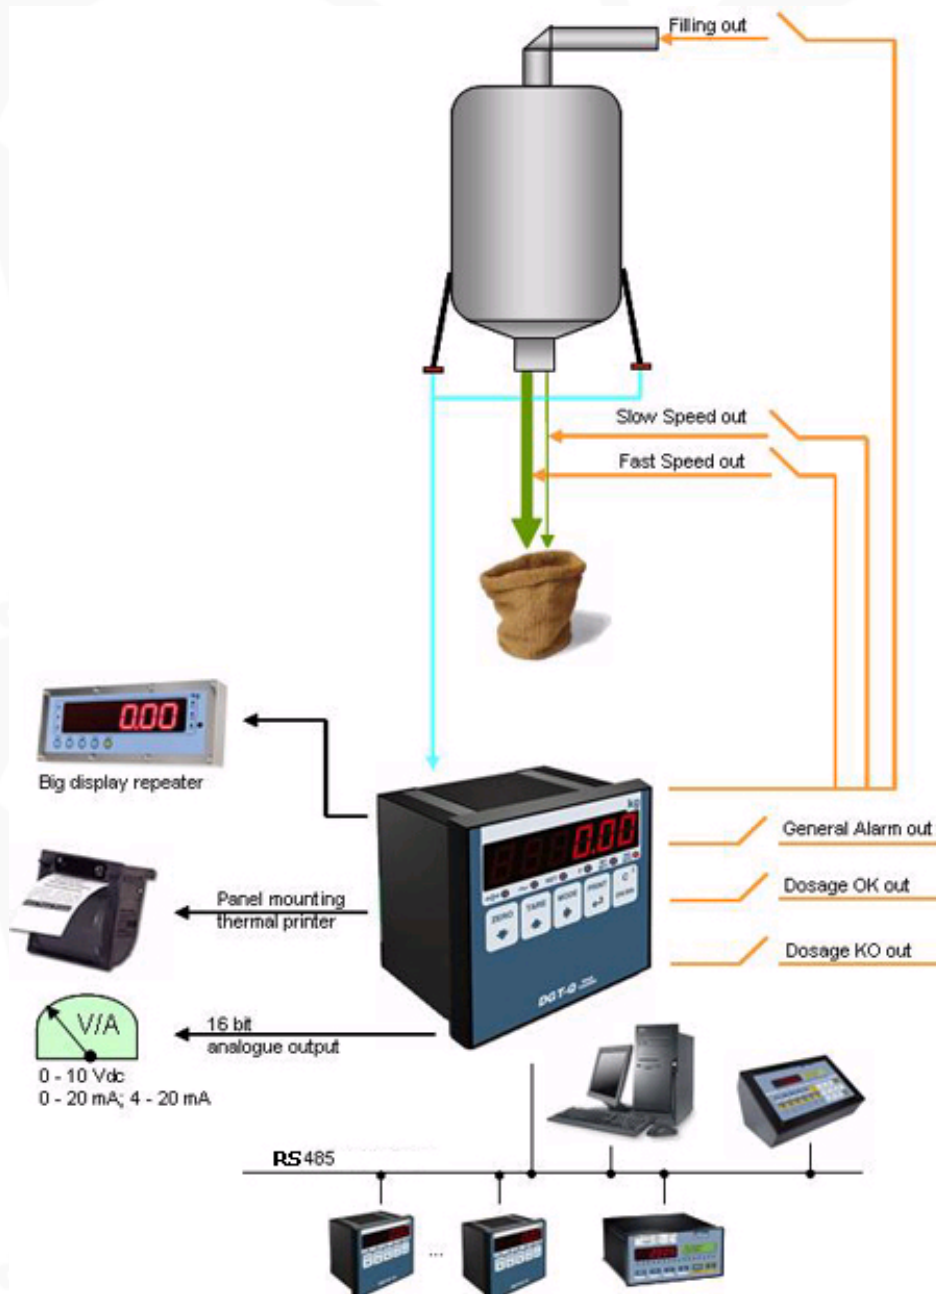 Filling out
Slow Speed out
Fast Speed out
0.00
Big display repeater
kg
0.00
General Alarm out
ZERO
TARE
MODE
PRINT
C
Dosage OK out
Panel mounting
thermal printer
Dosage KO out
DGT-Q
V/A
16 bit
analogue output
0 - 10 Vdc
0 - 20 mA; 4 - 20 mA
RS 485
...